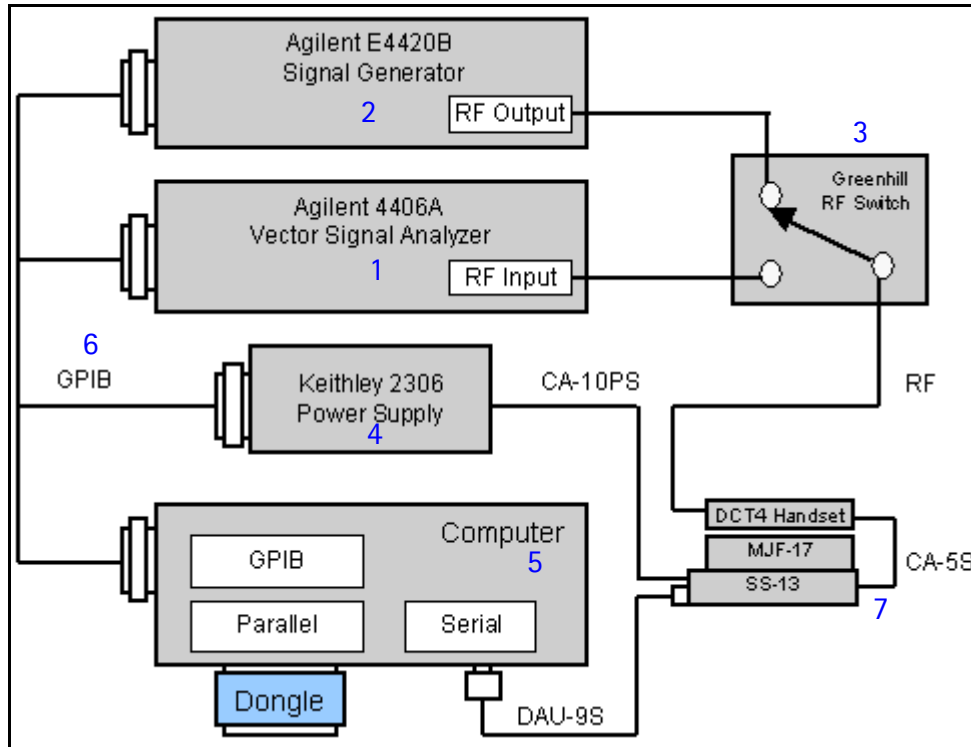 Agilent E4420B
Signal Generator
2
RF Output
3
Greenhill
RF Switch
Agilent 4406A
Vector Signal Analyzer
1
RF Input
6
GPIB
Keithley 2306
Power Supply
4
CA-10PS
RF
Computer
5
GPIB
Parallel
Serial
DCT4 Handset
MJF-17
SS-13
CA-5S
7
Dongle
DAU-9S